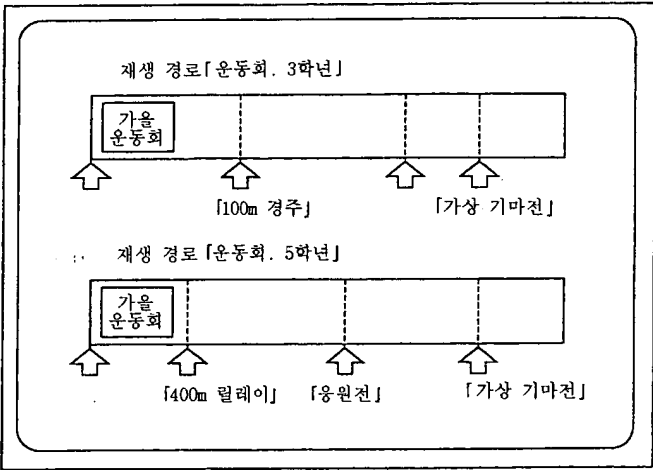 재생 경로「운동회. 3학년」
가을
운동회
「100m 경주」
「가상 기마전」
재생 경로「운동회. 5학년」
가을
운동회
「400m 릴레이」
「응원전」
「가상 기마전」